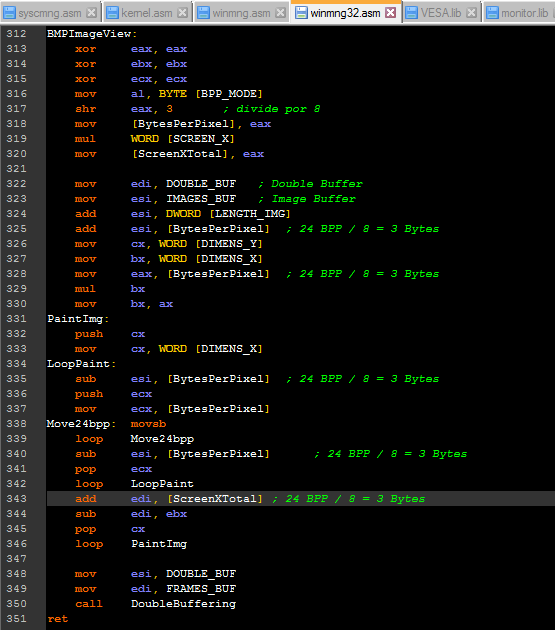 syscmng.asm kernel.asm winmng.asm winmng32.asm VESA.lib monitor.lib
312 BMPImageView:
313 xor eax, eax
314 xor ebx, ebx
315 xor ecx, ecx
316 mov al, BYTE [BPP_MODE]
317 shr eax, 3 ; divide por 8
318 mov [BytesPerPixel], eax
319 mul WORD [SCREEN_X]
320 mov [ScreenXTotal], eax
321
322 mov edi, DOUBLE_BUF ; Double Buffer
323 mov esi, IMAGES_BUF ; Image Buffer
324 add esi, DWORD [LENGTH_IMG]
325 add esi, [BytesPerPixel] ; 24 BPP / 8 = 3 Bytes
326 mov cx, WORD [DIMENS_Y]
327 mov bx, WORD [DIMENS_X]
328 mov eax, [BytesPerPixel] ; 24 BPP / 8 = 3 Bytes
329 mul bx
330 mov bx, ax
331 PaintImg:
332 push cx
333 mov cx, WORD [DIMENS_X]
334 LoopPaint:
335 sub esi, [BytesPerPixel] ; 24 BPP / 8 = 3 Bytes
336 push ecx
337 mov ecx, [BytesPerPixel]
338 Move24bpp: movsb
339 loop Move24bpp
340 sub esi, [BytesPerPixel] ; 24 BPP / 8 = 3 Bytes
341 pop ecx
342 loop LoopPaint
343 add edi, [ScreenXTotal] ; 24 BPP / 8 = 3 Bytes
344 sub edi, ebx
345 pop cx
346 loop PaintImg
347
348 mov esi, DOUBLE_BUF
349 mov edi, FRAMES_BUF
350 call DoubleBuffering
351 ret